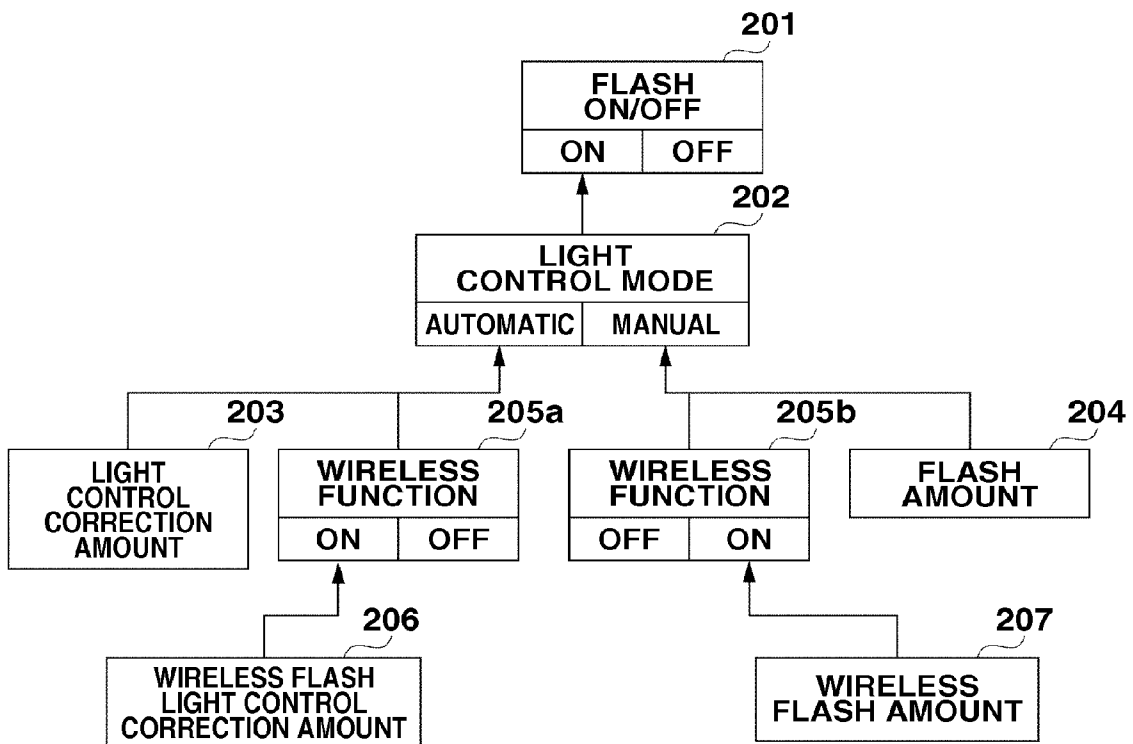 201
FLASH
ON/OFF
ON OFF
202
LIGHT
CONTROL MODE
AUTOMATIC MANUAL
203
205a
205b
204
LIGHT
CONTROL
CORRECTION
AMOUNT
WIRELESS
FUNCTION
ON OFF
WIRELESS
FUNCTION
OFF ON
FLASH
AMOUNT
206
207
WIRELESS FLASH
LIGHT CONTROL
CORRECTION AMOUNT
WIRELESS
FLASH AMOUNT